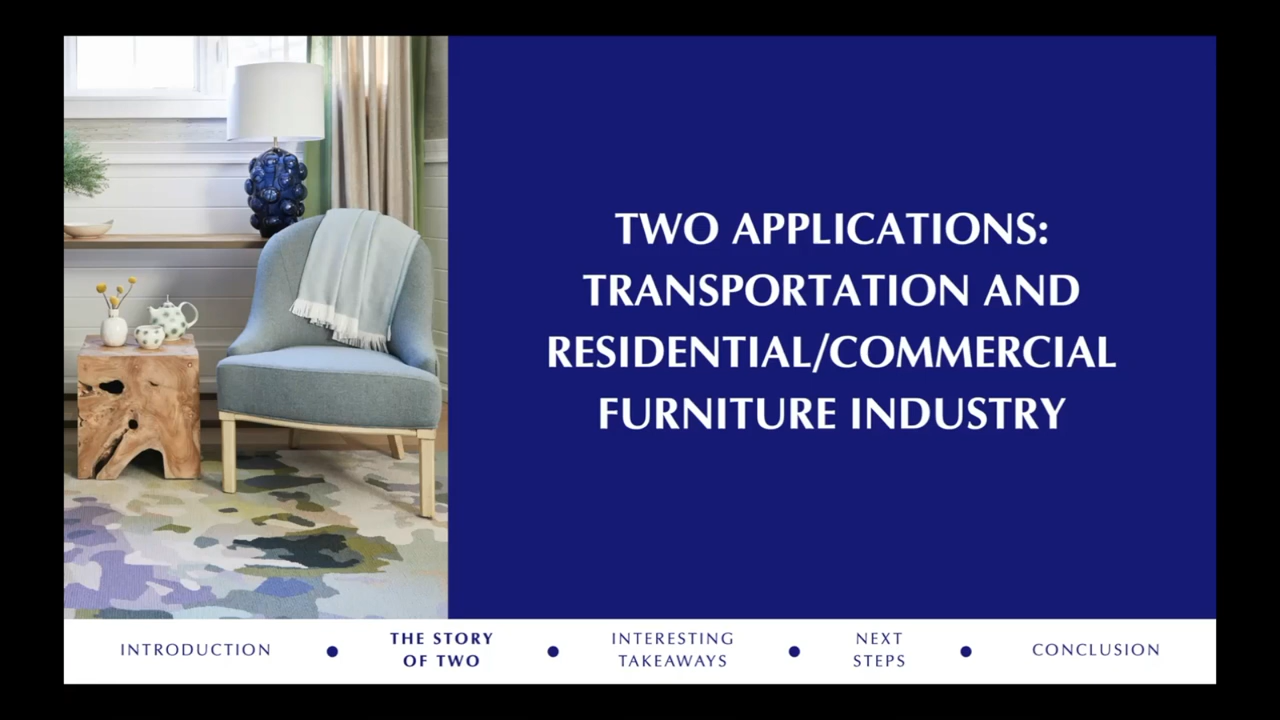 TWO APPLICATIONS:
TRANSPORTATION AND
RESIDENTIAL/COMMERCIAL
FURNITURE INDUSTRY
INTRODUCTION
THE STORY
OF TWO
INTERESTING
TAKEAWAYS
NEXT
STEPS
CONCLUSION